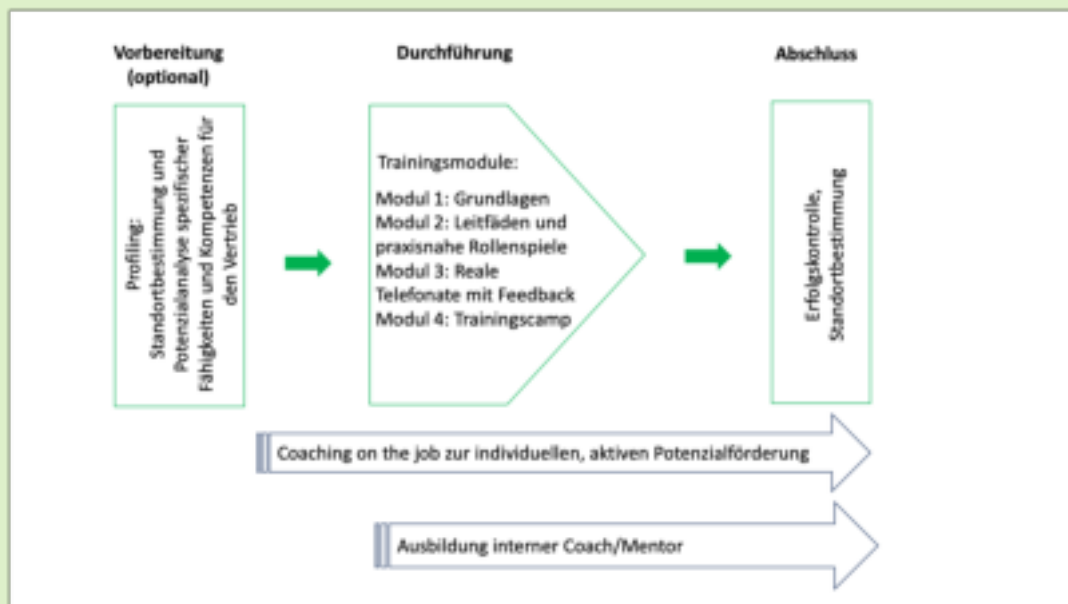 Vorbereitung
(optional)
Profiling:
Standortbestimmung und
Potenzialanalyse spezifischer
Fähigkeiten und Kompetenzen für
den Vertrieb
Durchführung
Trainingsmodule:
Modul 1: Grundlagen
Modul 2: Leitfäden und
praxisnahe Rollenspiele
Modul 3: Reale
Telefonate mit Feedback
Modul 4: Trainingscamp
Abschluss
Erfolgskontrolle,
Standortbestimmung
Coaching on the job zur individuellen, aktiven Potenzialförderung
Ausbildung interner Coach/Mentor